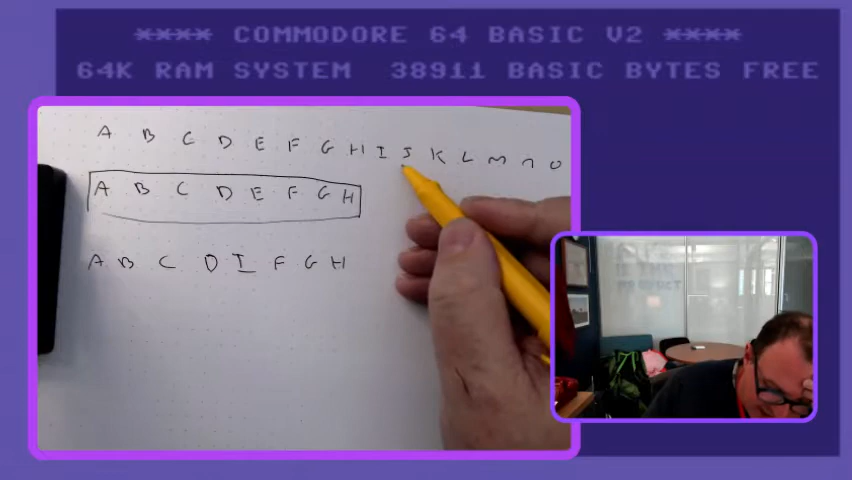 **** COMMODORE 64 BASIC V2 ****
64K RAM SYSTEM 38911 BASIC BYTES FREE
A B C D E F G H I J K L M N O
A B C D E F G H
A B C D I F G H